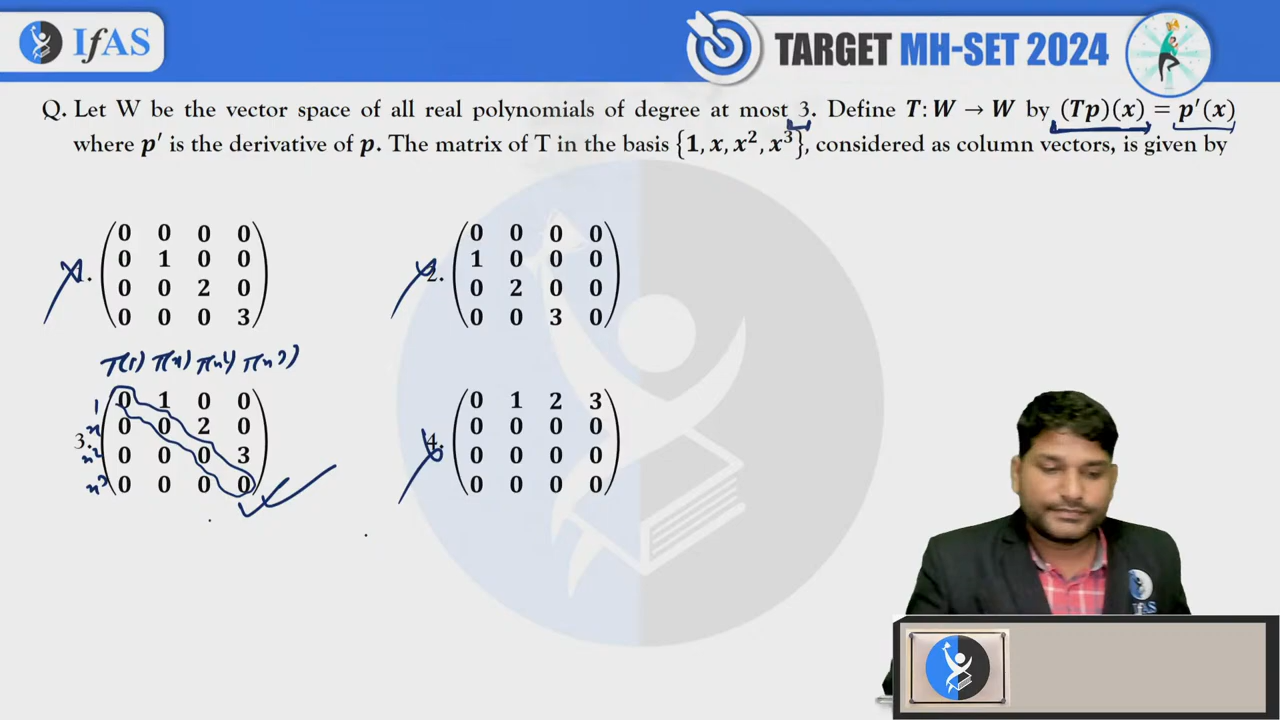 IfAS
TARGET MH-SET 2024
Q. Let W be the vector space of all real polynomials of degree at most 3. Define T: W → W by (Tp)(x) = p′(x)
where p′ is the derivative of p. The matrix of T in the basis {1, x, x², x³}, considered as column vectors, is given by
1.
0 0 0 0
0 1 0 0
0 0 2 0
0 0 0 3
2.
0 0 0 0
1 0 0 0
0 2 0 0
0 0 3 0
T(1) T(x) T(x²) T(x³)
3.
1 0 1 0 0
x 0 0 2 0
x² 0 0 0 3
x³ 0 0 0 0
4.
0 1 2 3
0 0 0 0
0 0 0 0
0 0 0 0
IfAS